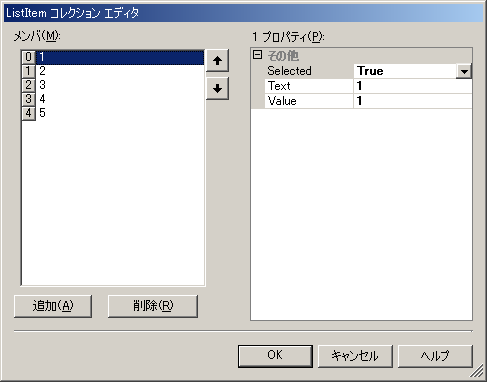 ListItem コレクション エディタ
メンバ(M):
0 1
1 2
2 3
3 4
4 5
追加(A)
削除(R)
1 プロパティ(P):
その他
Selected True
Text 1
Value 1
OK
キャンセル
ヘルプ